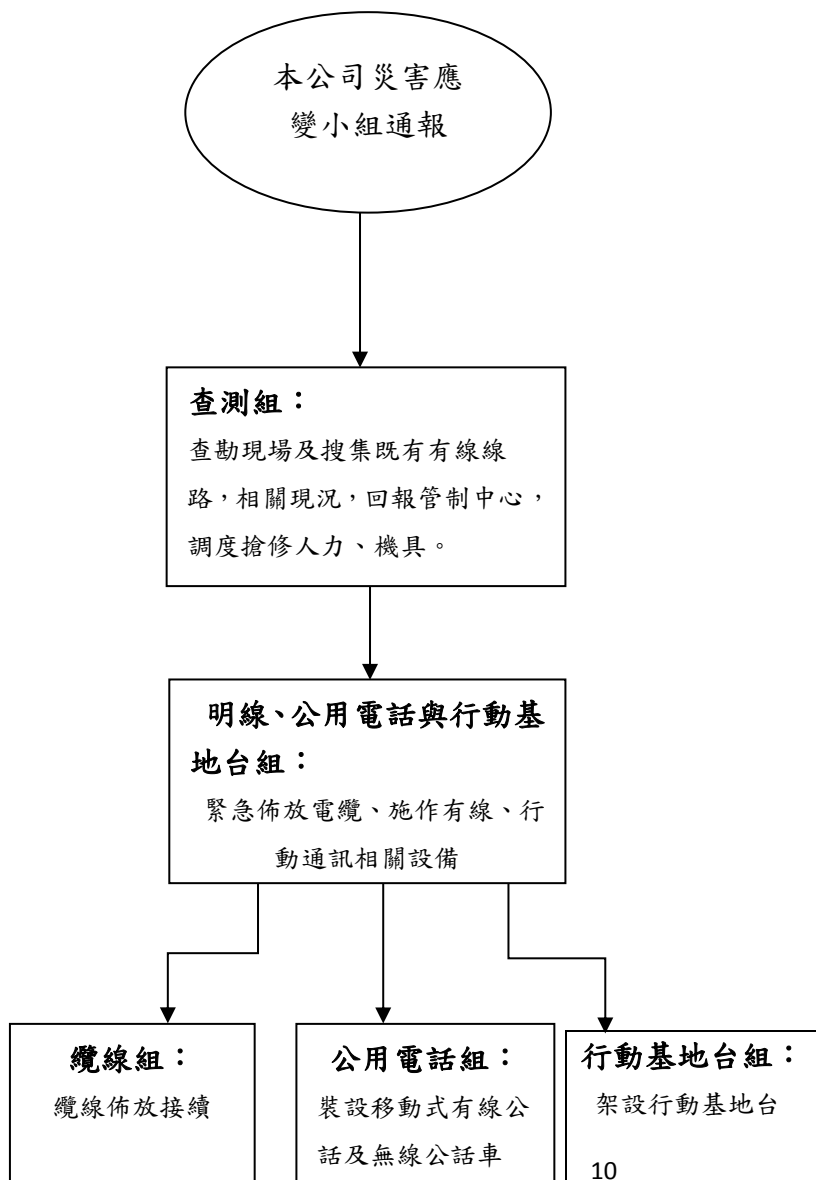 本公司災害應
變小組通報
查測組：
查勘現場及搜集既有有線線
路，相關現況，回報管制中心，
調度搶修人力、機具。
明線、公用電話與行動基
地台組：
緊急佈放電纜、施作有線、行
動通訊相關設備
纜線組：
纜線佈放接續
公用電話組：
裝設移動式有線公
話及無線公話車
行動基地台組：
架設行動基地台
10